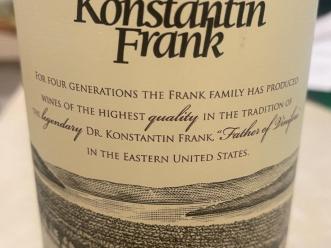 Konstantin
Frank
For four generations the Frank family has produced
wines of the highest quality in the tradition of
the legendary Dr. Konstantin Frank, "Father of Vinifera"
in the Eastern United States.